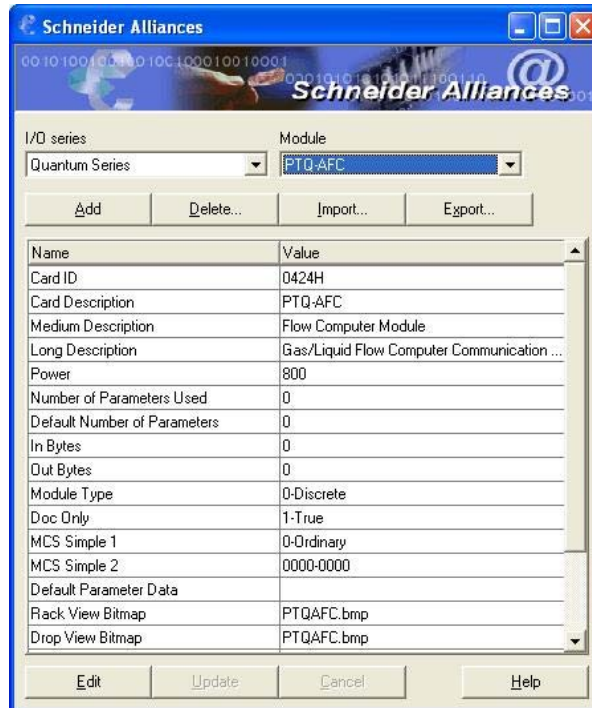 Schneider Alliances
Schneider Alliances
I/O series Module
Quantum Series PTQ-AFC
Add Delete... Import... Export...
Name Value
Card ID 0424H
Card Description PTQ-AFC
Medium Description Flow Computer Module
Long Description Gas/Liquid Flow Computer Communication ...
Power 800
Number of Parameters Used 0
Default Number of Parameters 0
In Bytes 0
Out Bytes 0
Module Type 0-Discrete
Doc Only 1-True
MCS Simple 1 0-Ordinary
MCS Simple 2 0000-0000
Default Parameter Data
Rack View Bitmap PTQAFC.bmp
Drop View Bitmap PTQAFC.bmp
Edit Update Cancel Help